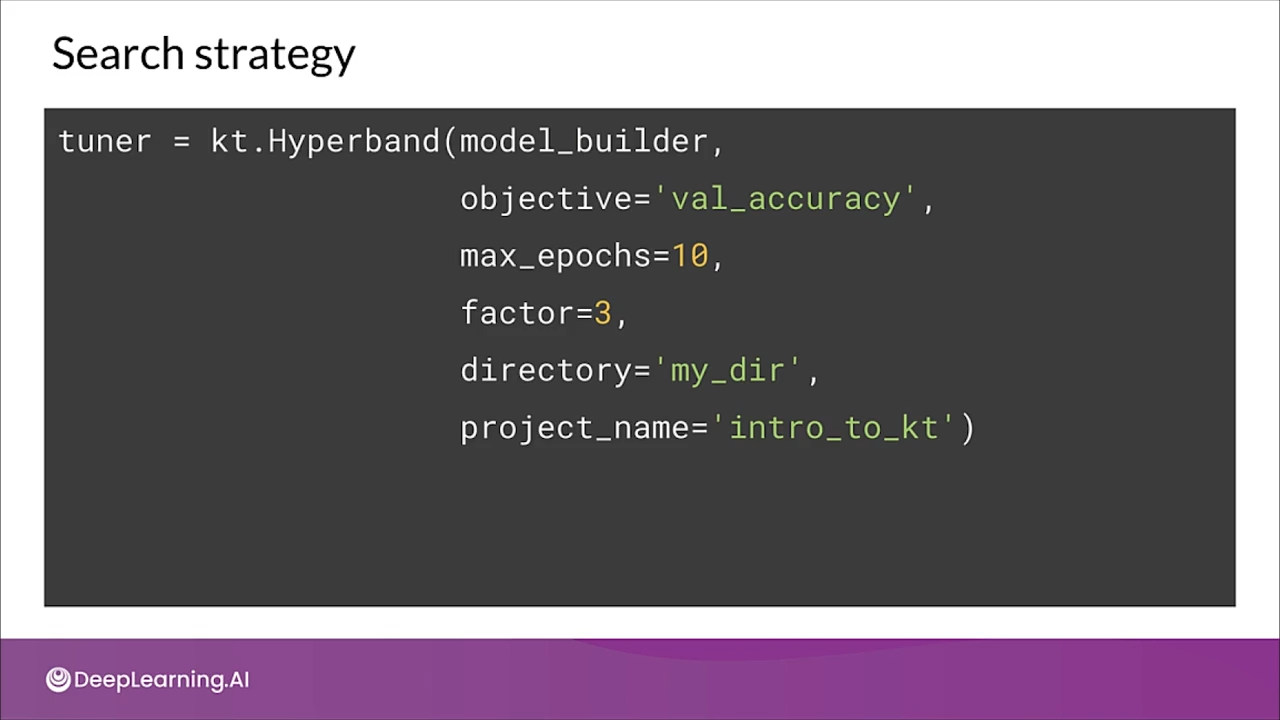 Search strategy
tuner = kt.Hyperband(model_builder,
objective='val_accuracy',
max_epochs=10,
factor=3,
directory='my_dir',
project_name='intro_to_kt')
DeepLearning.AI